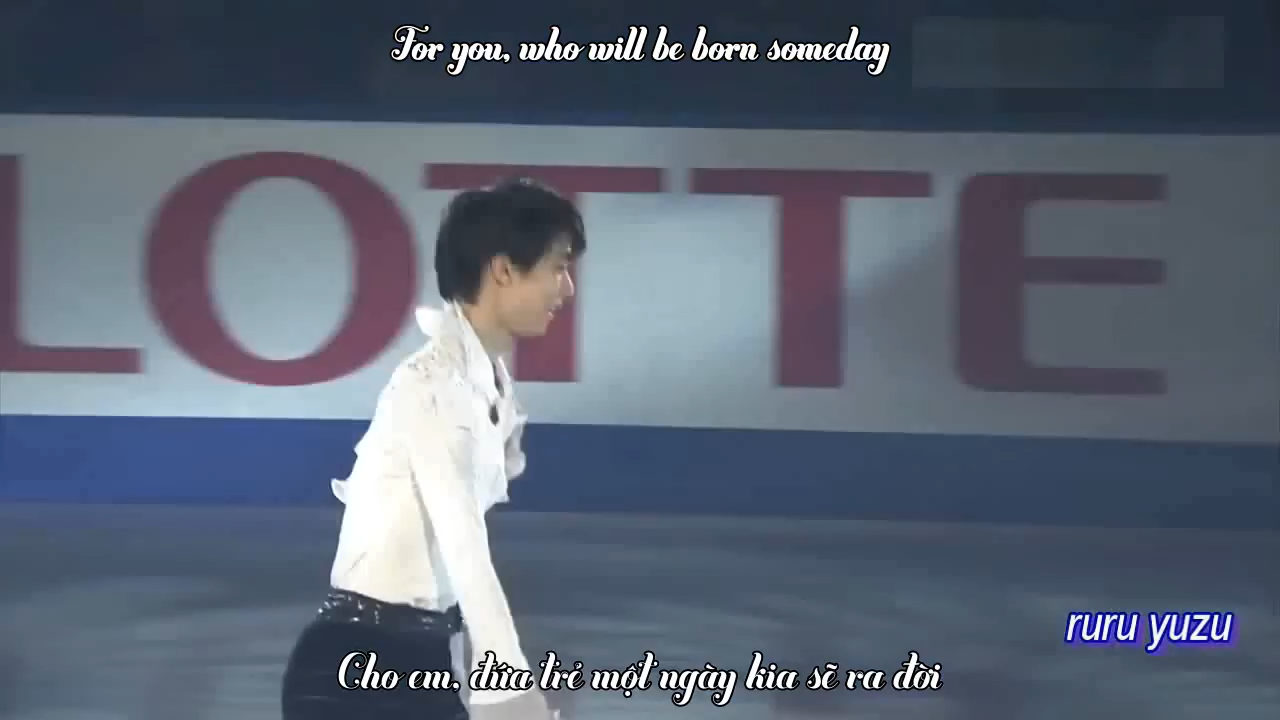 For you, who will be born someday
LOTTE
ruru yuzu
Cho em, đứa trẻ một ngày kia sẽ ra đời